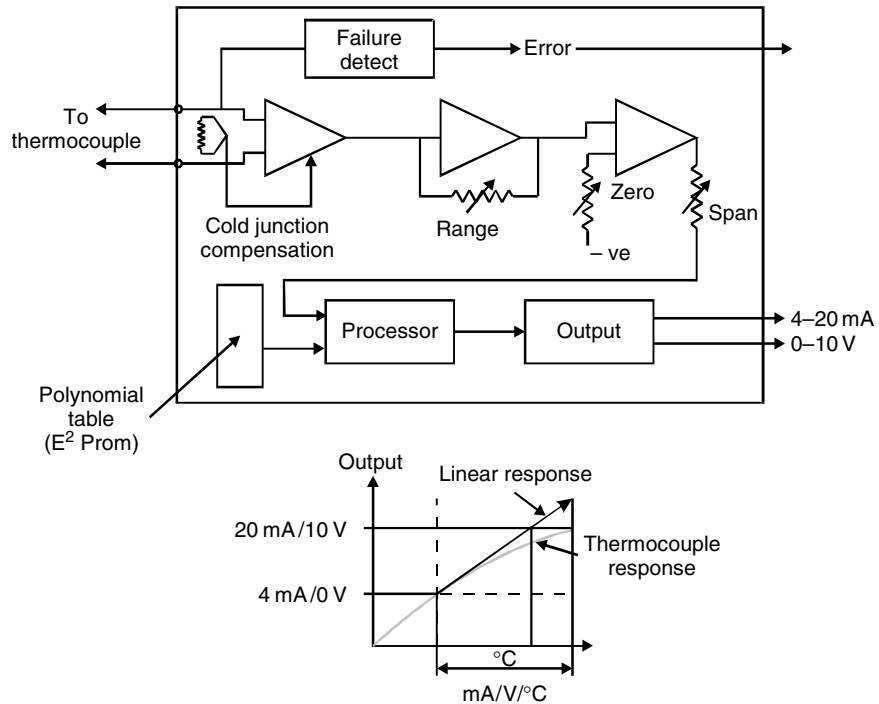 Failure
detect
Error
To
thermocouple
Cold junction
compensation
Range
Zero
– ve
Span
Processor
Output
4–20 mA
0–10 V
Polynomial
table
(E² Prom)
Output
Linear response
20 mA/10 V
Thermocouple
response
4 mA/0 V
°C
mA/V/°C